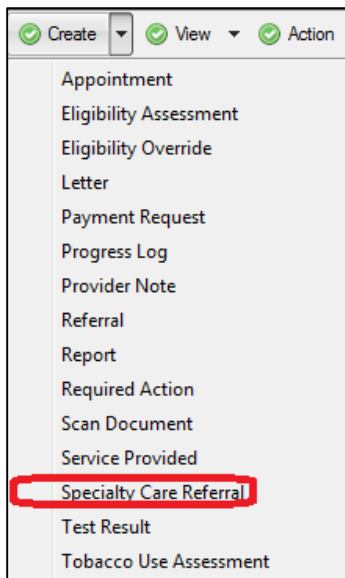 Create View Action
Appointment
Eligibility Assessment
Eligibility Override
Letter
Payment Request
Progress Log
Provider Note
Referral
Report
Required Action
Scan Document
Service Provided
Specialty Care Referral
Test Result
Tobacco Use Assessment